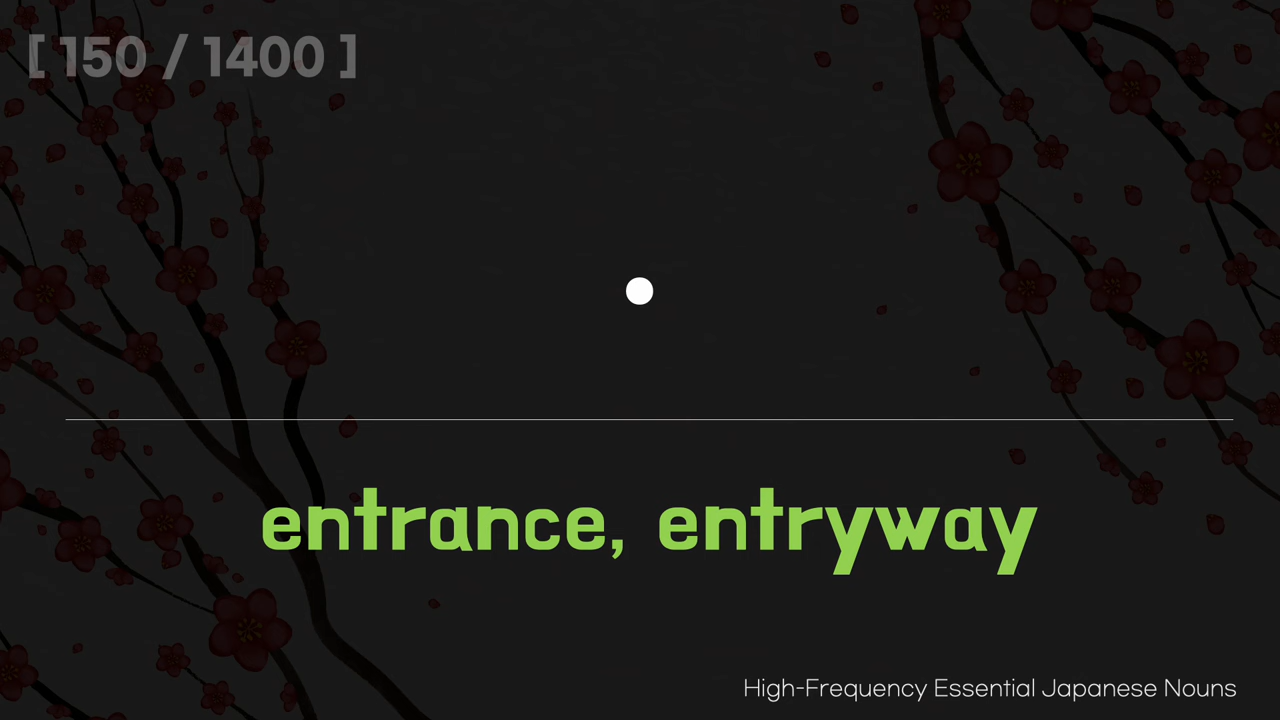 [ 150 / 1400 ]
entrance, entryway
High-Frequency Essential Japanese Nouns